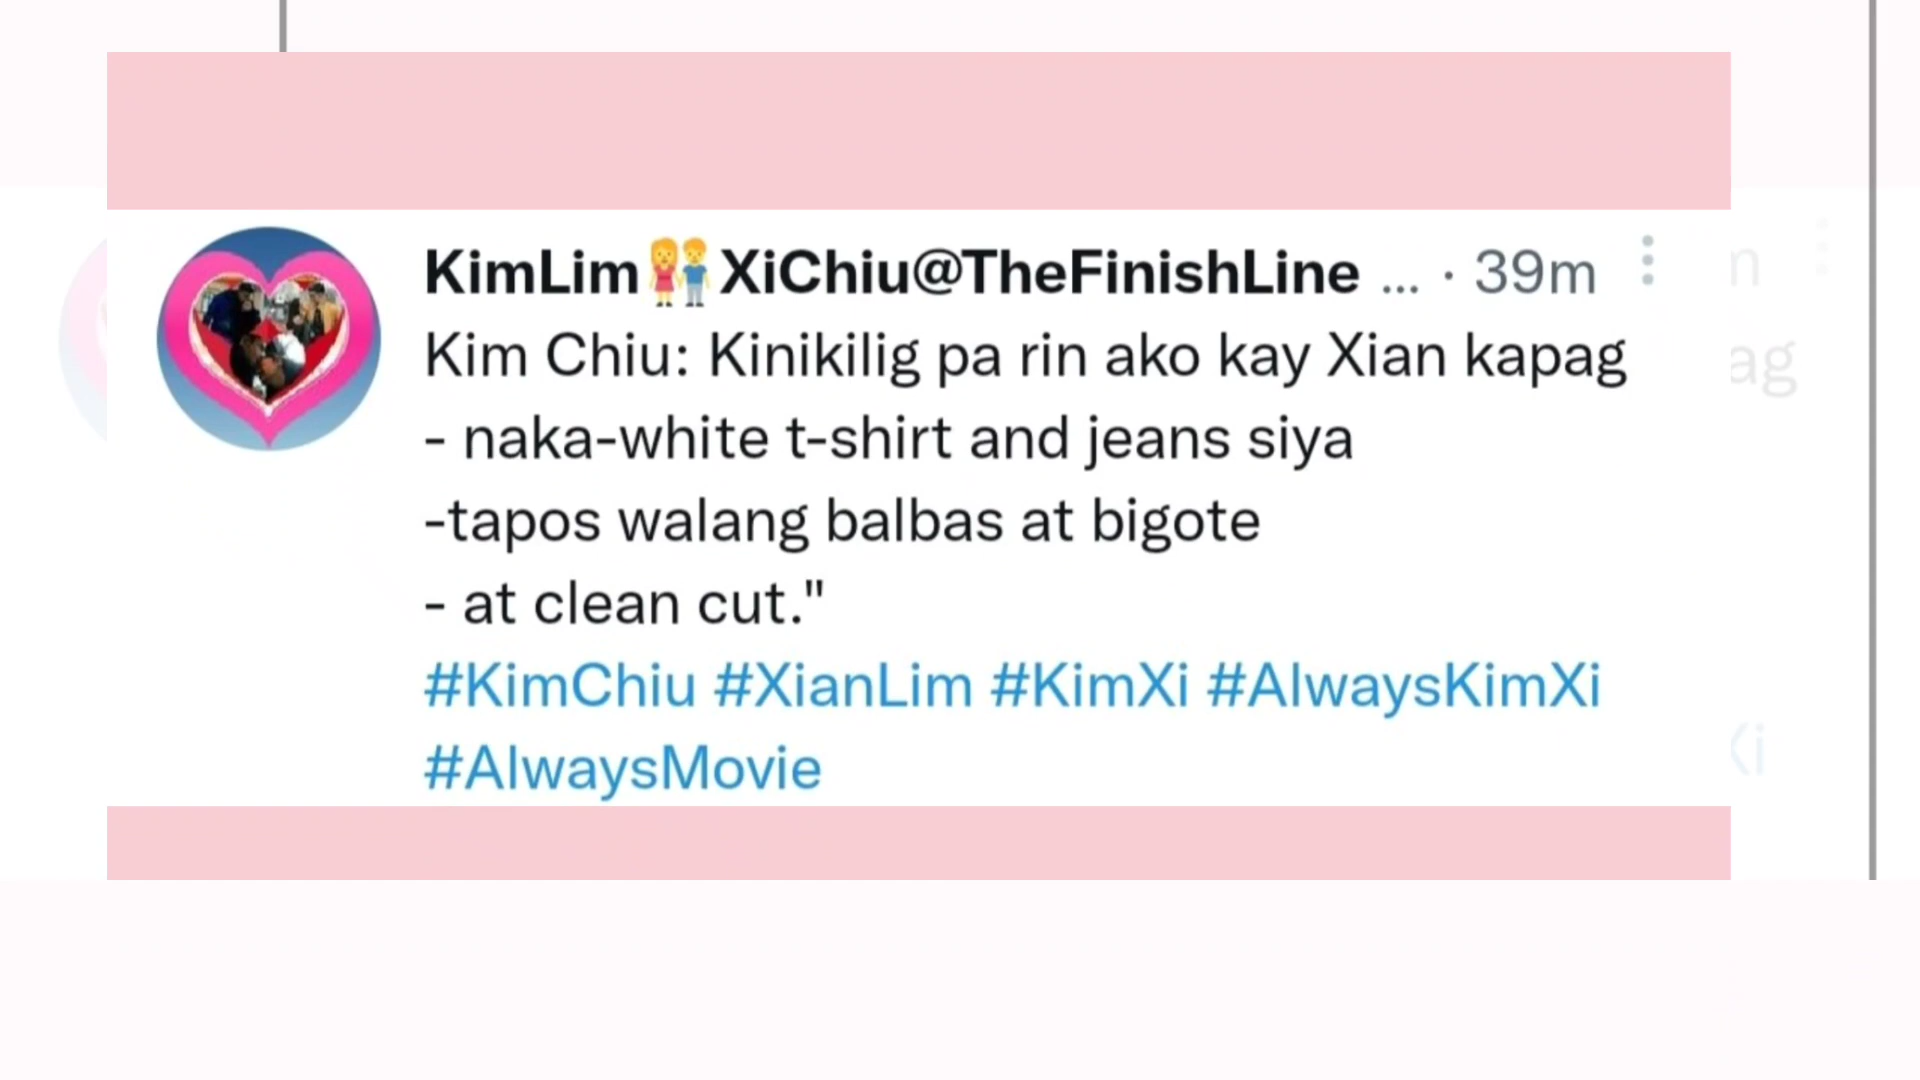 KimLim👫XiChiu@TheFinishLine ... · 39m
Kim Chiu: Kinikilig pa rin ako kay Xian kapag
- naka-white t-shirt and jeans siya
-tapos walang balbas at bigote
- at clean cut."
#KimChiu #XianLim #KimXi #AlwaysKimXi
#AlwaysMovie